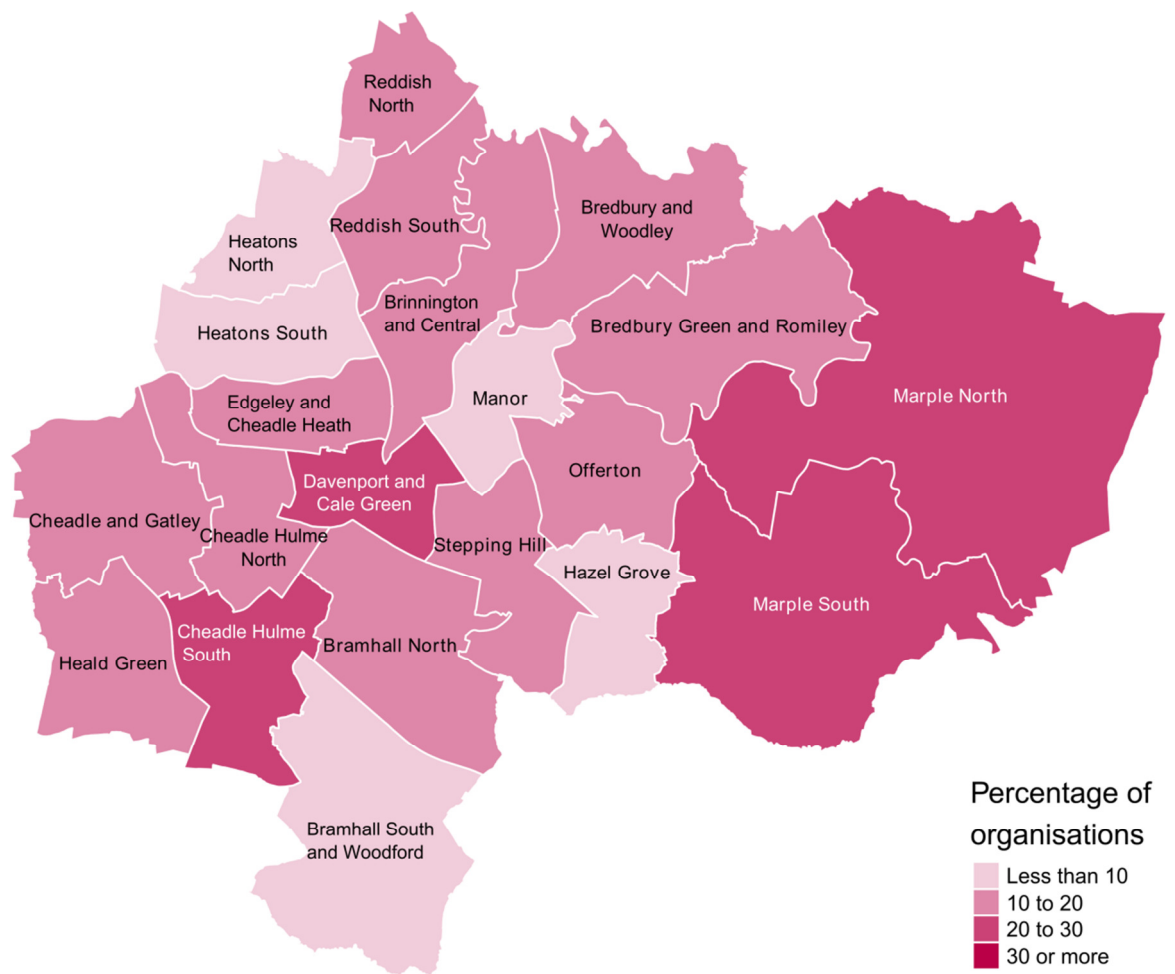 Reddish
North
Reddish South
Bredbury and
Woodley
Heatons
North
Brinnington
and Central
Heatons South
Bredbury Green and Romiley
Manor
Marple North
Edgeley and
Cheadle Heath
Offerton
Davenport and
Cale Green
Cheadle and Gatley
Cheadle Hulme
North
Stepping Hill
Hazel Grove
Marple South
Cheadle Hulme
South
Bramhall North
Heald Green
Bramhall South
and Woodford
Percentage of
organisations
Less than 10
10 to 20
20 to 30
30 or more